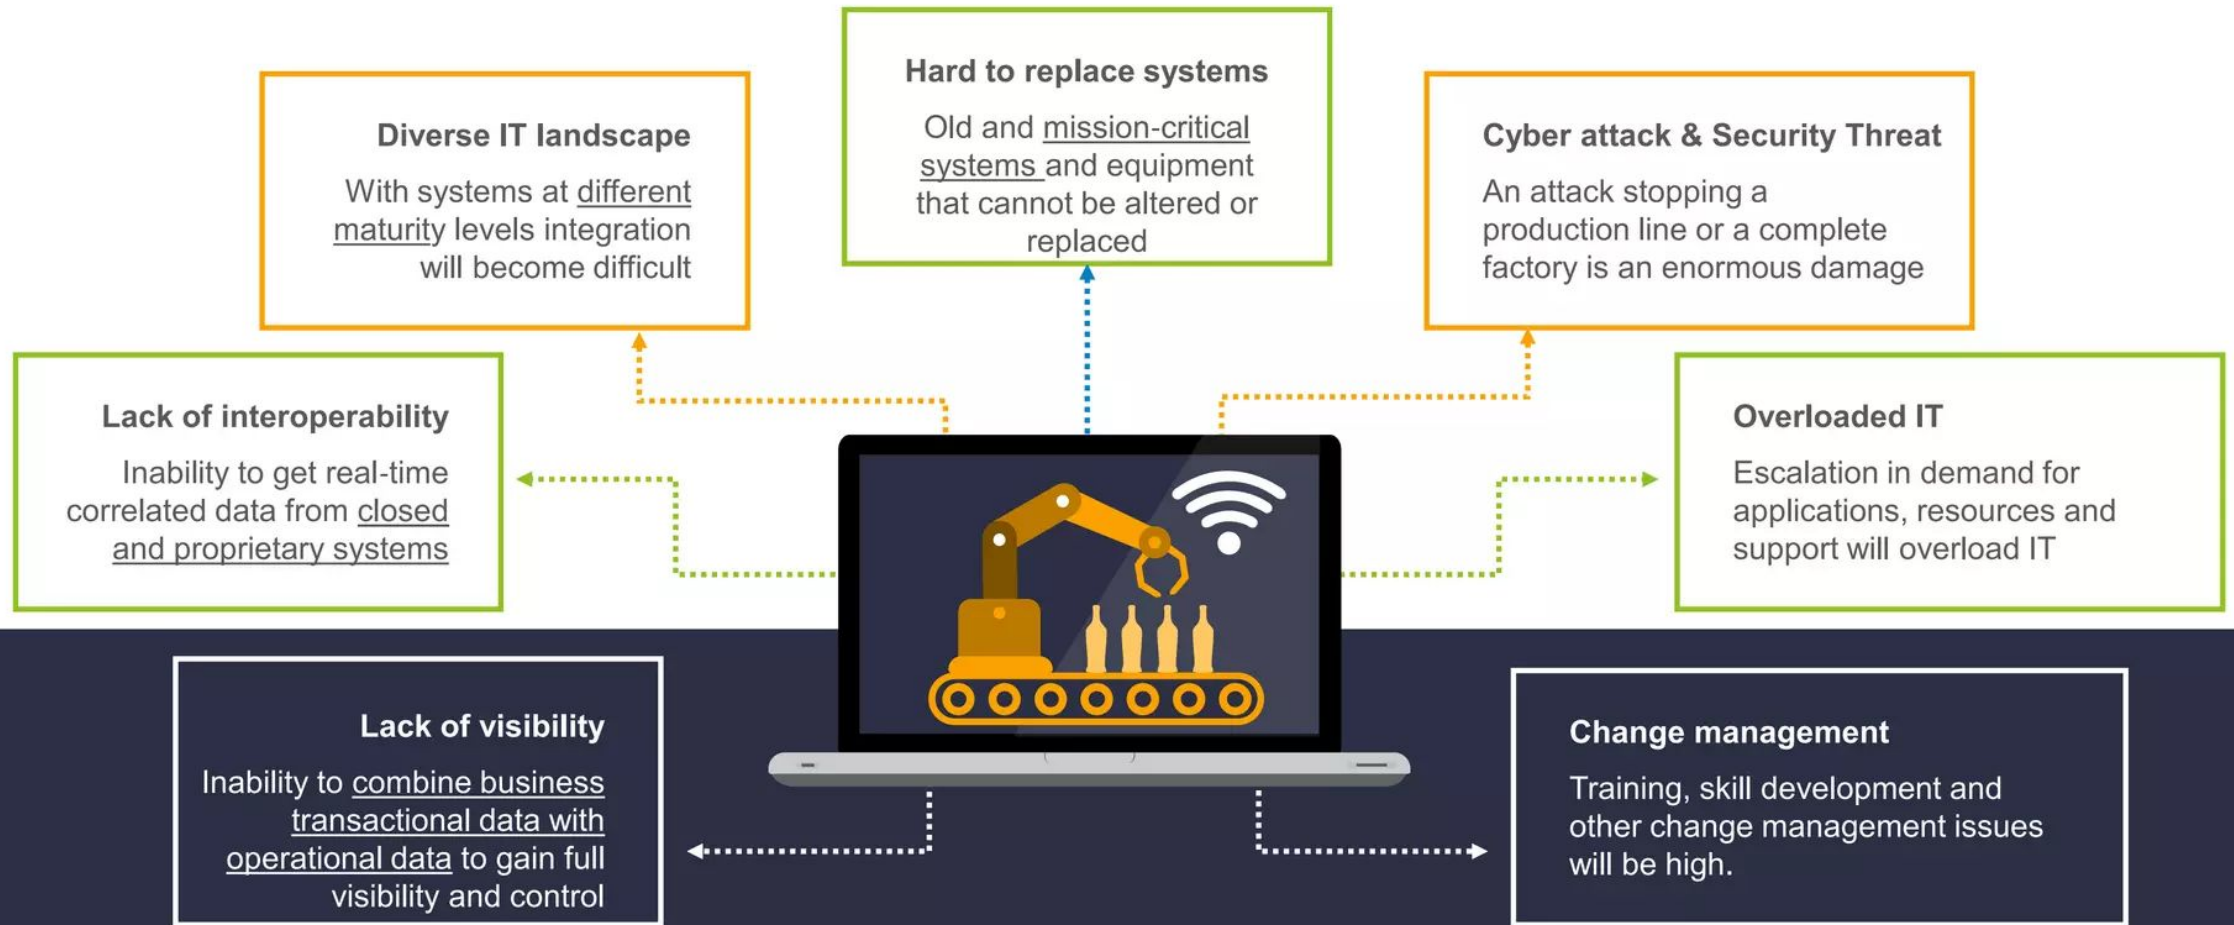 Hard to replace systems
Old and mission-critical
systems and equipment
that cannot be altered or
replaced
Diverse IT landscape
With systems at different
maturity levels integration
will become difficult
Cyber attack & Security Threat
An attack stopping a
production line or a complete
factory is an enormous damage
Lack of interoperability
Inability to get real-time
correlated data from closed
and proprietary systems
Overloaded IT
Escalation in demand for
applications, resources and
support will overload IT
Lack of visibility
Inability to combine business
transactional data with
operational data to gain full
visibility and control
Change management
Training, skill development and
other change management issues
will be high.